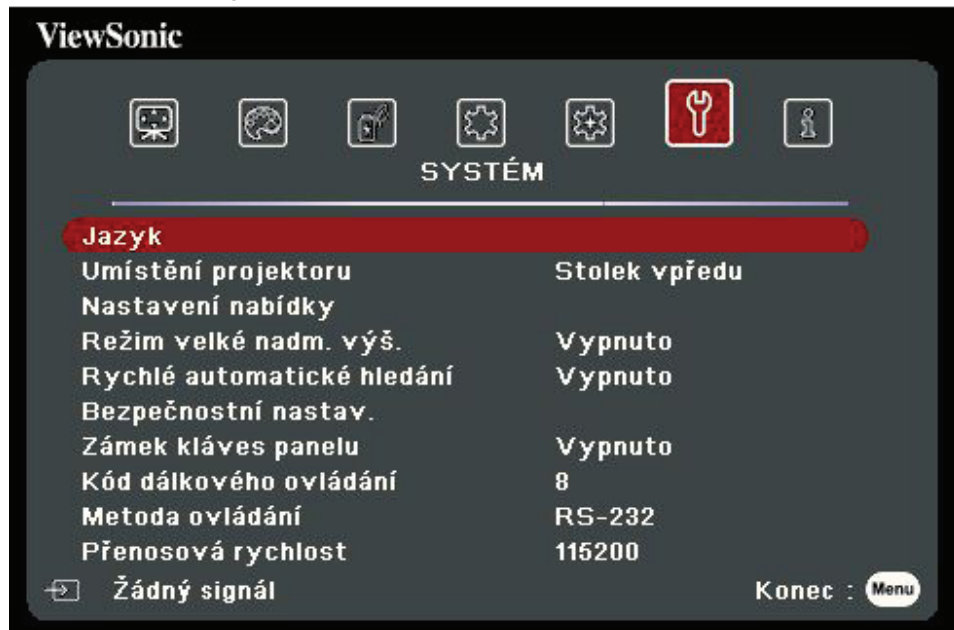 ViewSonic
SYSTÉM
Jazyk
Umístění projektoru Stolek vpředu
Nastavení nabídky
Režim velké nadm. výš. Vypnuto
Rychlé automatické hledání Vypnuto
Bezpečnostní nastav.
Zámek kláves panelu Vypnuto
Kód dálkového ovládání 8
Metoda ovládání RS-232
Přenosová rychlost 115200
Žádný signál Konec : Menu